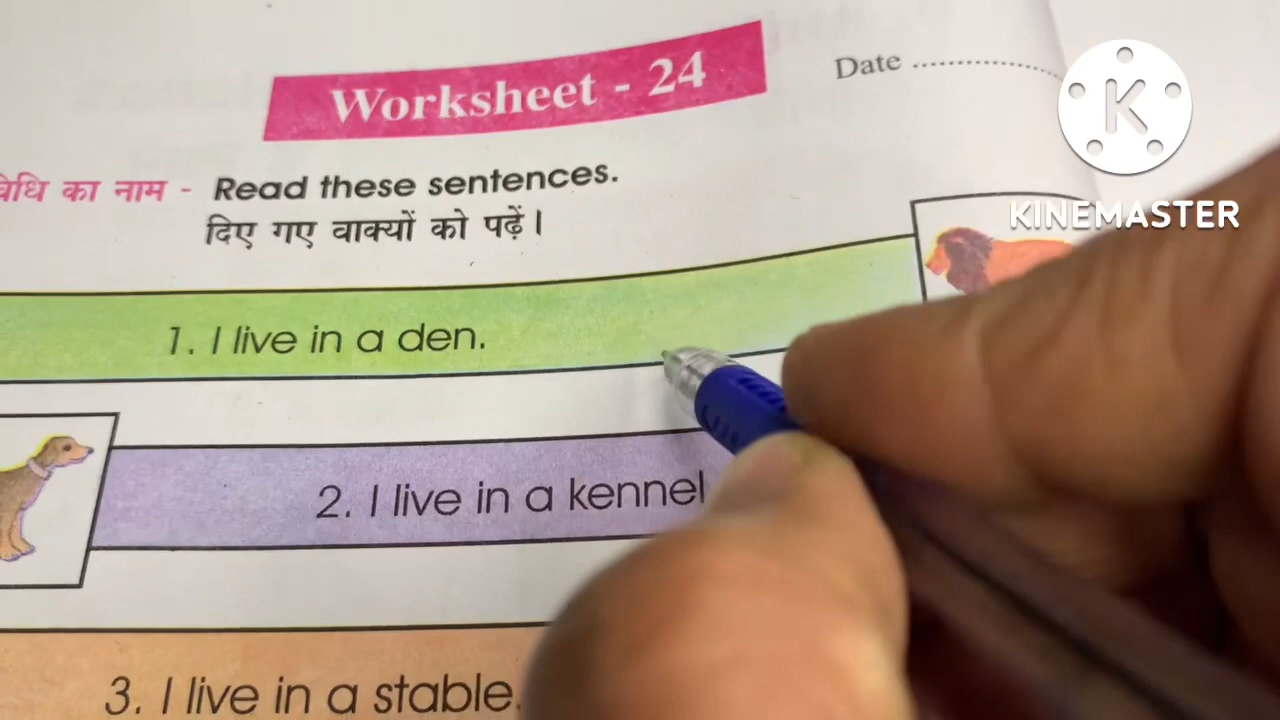 Worksheet - 24
Date ....................
K
KINEMASTER
विधि का नाम - Read these sentences.
दिए गए वाक्यों को पढ़ें।
1. I live in a den.
2. I live in a kennel
3. I live in a stable.